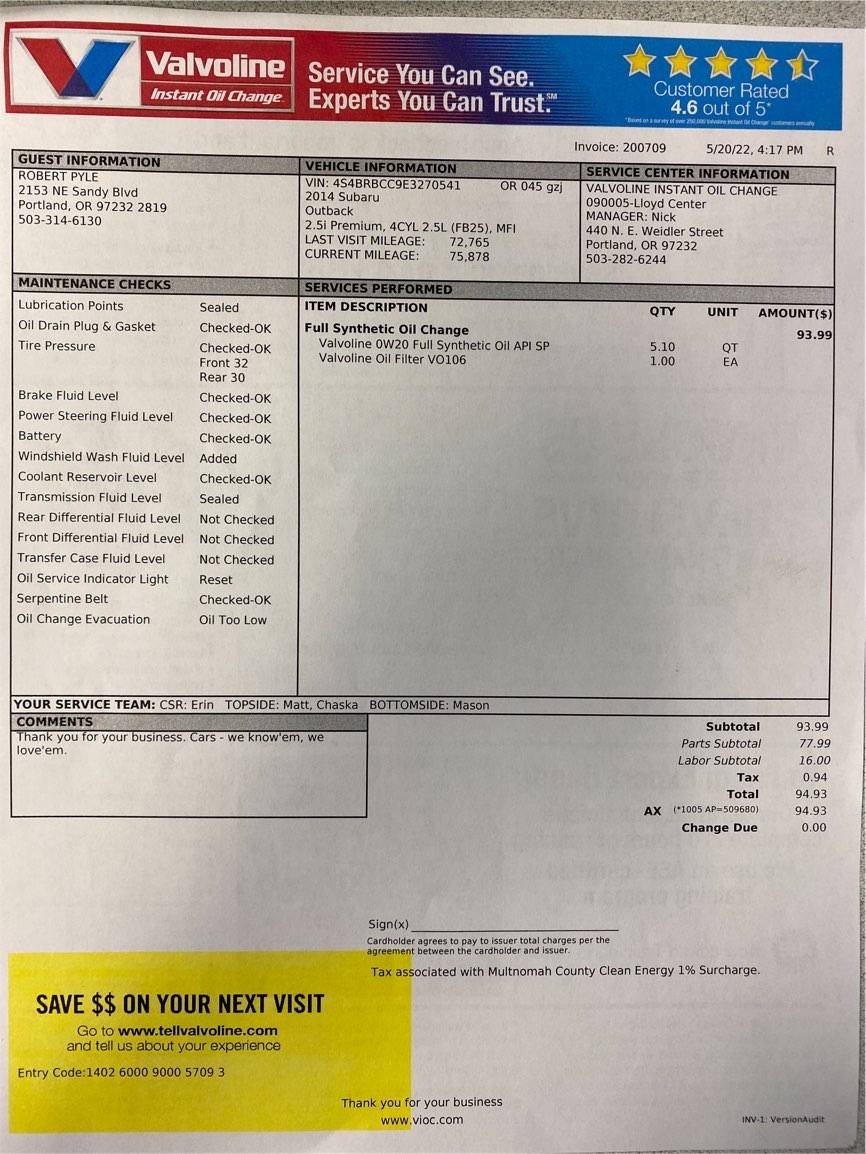 Valvoline
Instant Oil Change℠
Service You Can See.
Experts You Can Trust.℠
Customer Rated
4.6 out of 5*
*Based on a survey of over 250,000 Valvoline Instant Oil Change customers annually
Invoice: 200709 5/20/22, 4:17 PM R
GUEST INFORMATION
ROBERT PYLE
2153 NE Sandy Blvd
Portland, OR 97232 2819
503-314-6130
VEHICLE INFORMATION
VIN: 4S4BRBCC9E3270541 OR 045 gzj
2014 Subaru
Outback
2.5i Premium, 4CYL 2.5L (FB25), MFI
LAST VISIT MILEAGE: 72,765
CURRENT MILEAGE: 75,878
SERVICE CENTER INFORMATION
VALVOLINE INSTANT OIL CHANGE
090005-Lloyd Center
MANAGER: Nick
440 N. E. Weidler Street
Portland, OR 97232
503-282-6244
MAINTENANCE CHECKS
Lubrication Points Sealed
Oil Drain Plug & Gasket Checked-OK
Tire Pressure Checked-OK
Front 32
Rear 30
Brake Fluid Level Checked-OK
Power Steering Fluid Level Checked-OK
Battery Checked-OK
Windshield Wash Fluid Level Added
Coolant Reservoir Level Checked-OK
Transmission Fluid Level Sealed
Rear Differential Fluid Level Not Checked
Front Differential Fluid Level Not Checked
Transfer Case Fluid Level Not Checked
Oil Service Indicator Light Reset
Serpentine Belt Checked-OK
Oil Change Evacuation Oil Too Low
SERVICES PERFORMED
ITEM DESCRIPTION QTY UNIT AMOUNT($)
Full Synthetic Oil Change 93.99
Valvoline 0W20 Full Synthetic Oil API SP 5.10 QT
Valvoline Oil Filter VO106 1.00 EA
YOUR SERVICE TEAM: CSR: Erin TOPSIDE: Matt, Chaska BOTTOMSIDE: Mason
COMMENTS
Thank you for your business. Cars - we know'em, we
love'em.
Subtotal 93.99
Parts Subtotal 77.99
Labor Subtotal 16.00
Tax 0.94
Total 94.93
AX (*1005 AP=509680) 94.93
Change Due 0.00
Sign(x)
Cardholder agrees to pay to issuer total charges per the
agreement between the cardholder and issuer.
Tax associated with Multnomah County Clean Energy 1% Surcharge.
SAVE $$ ON YOUR NEXT VISIT
Go to www.tellvalvoline.com
and tell us about your experience
Entry Code:1402 6000 9000 5709 3
Thank you for your business
www.vioc.com
INV-1: VersionAudit